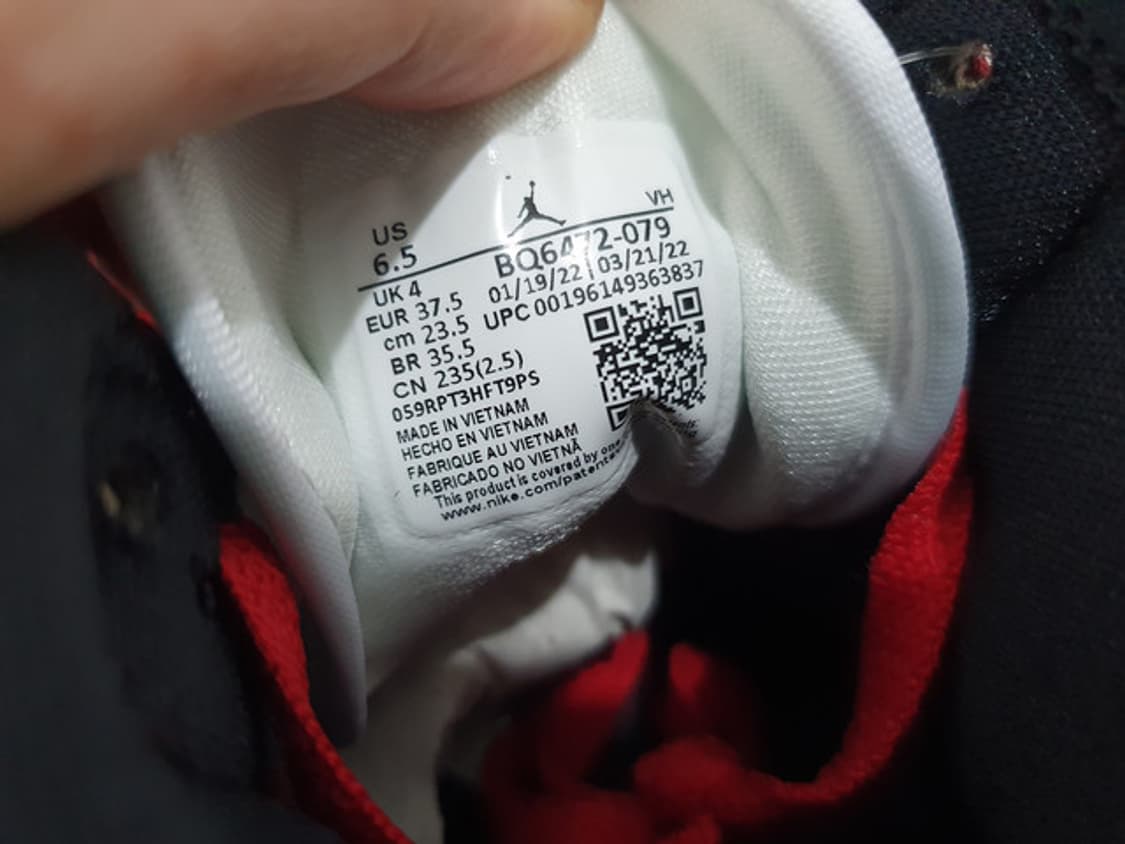 US
6.5
VH
UK 4
EUR 37.5
cm 23.5
BR 35.5
CN 235(2.5)
059RPT3HFT9PS
BQ6472-079
01/19/22 | 03/21/22
UPC 00196149363837
MADE IN VIETNAM
HECHO EN VIETNAM
FABRIQUE AU VIETNAM
FABRICADO NO VIETNÃ
This product is covered by one
www.nike.com/patents